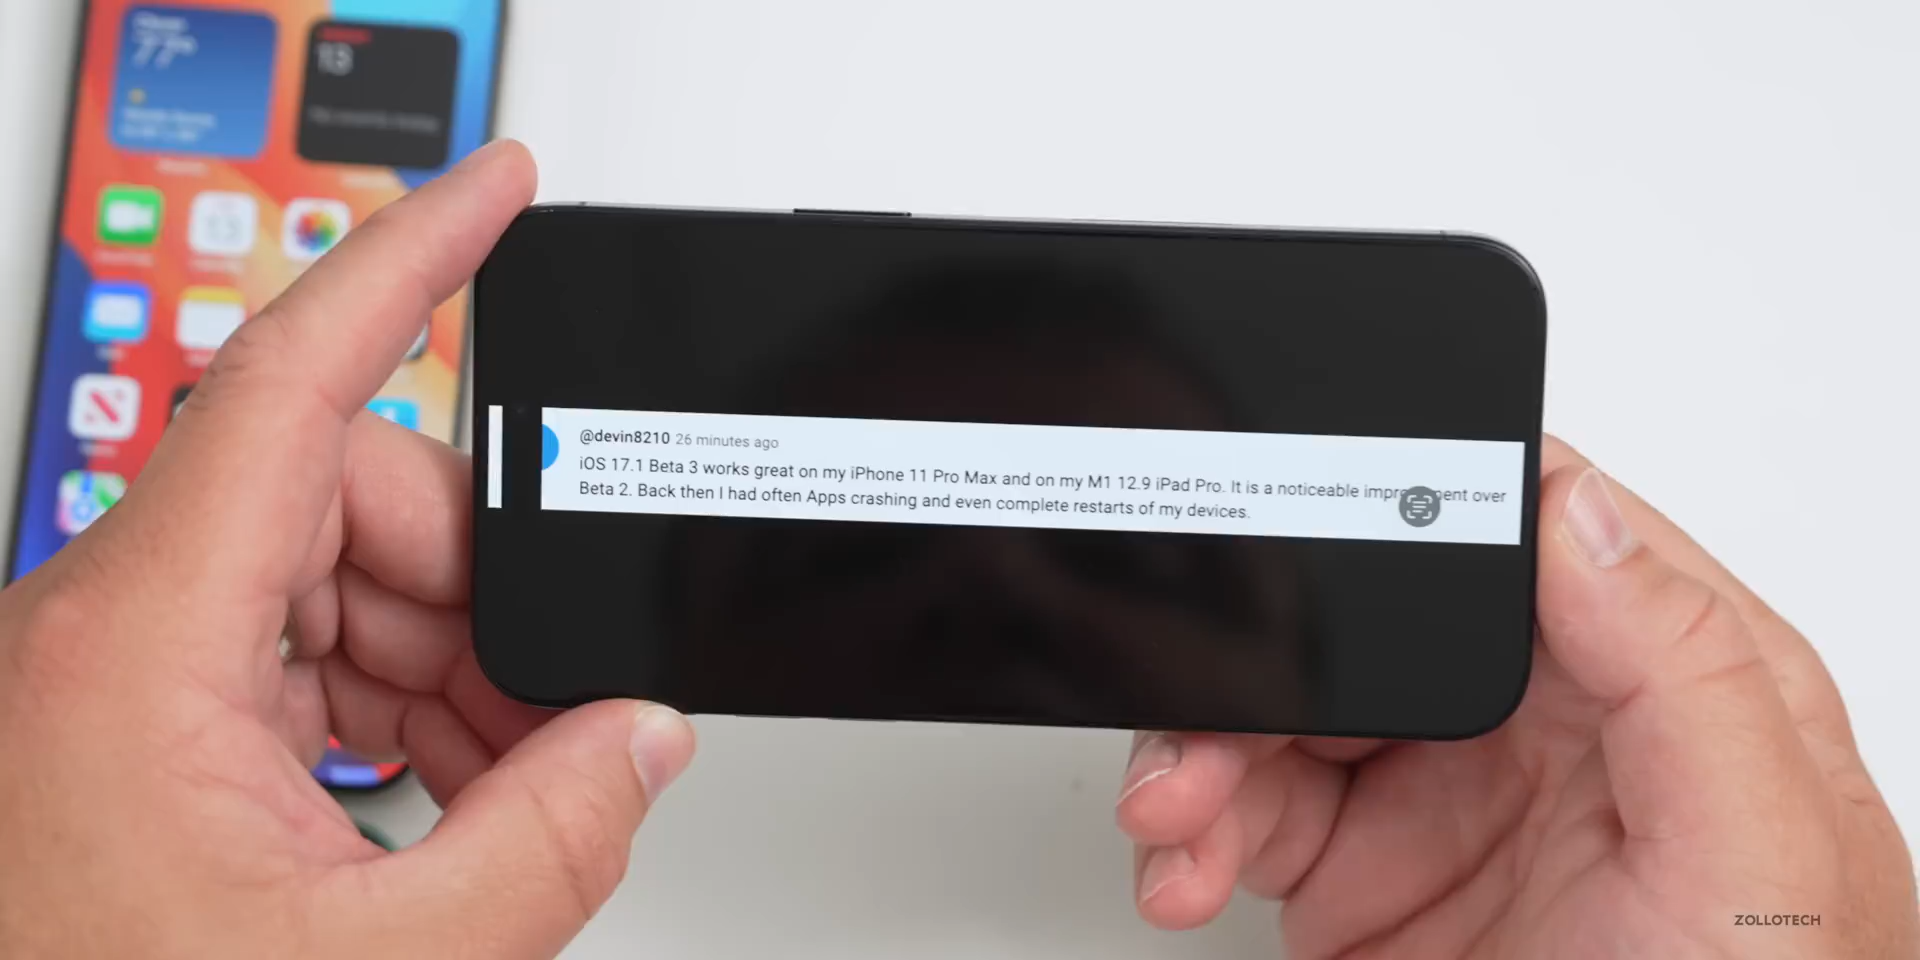 77°
13
@devin8210 26 minutes ago
iOS 17.1 Beta 3 works great on my iPhone 11 Pro Max and on my M1 12.9 iPad Pro. It is a noticeable over
Beta 2. Back then I had often Apps crashing and even complete restarts of my devices.
ZOLLOTECH